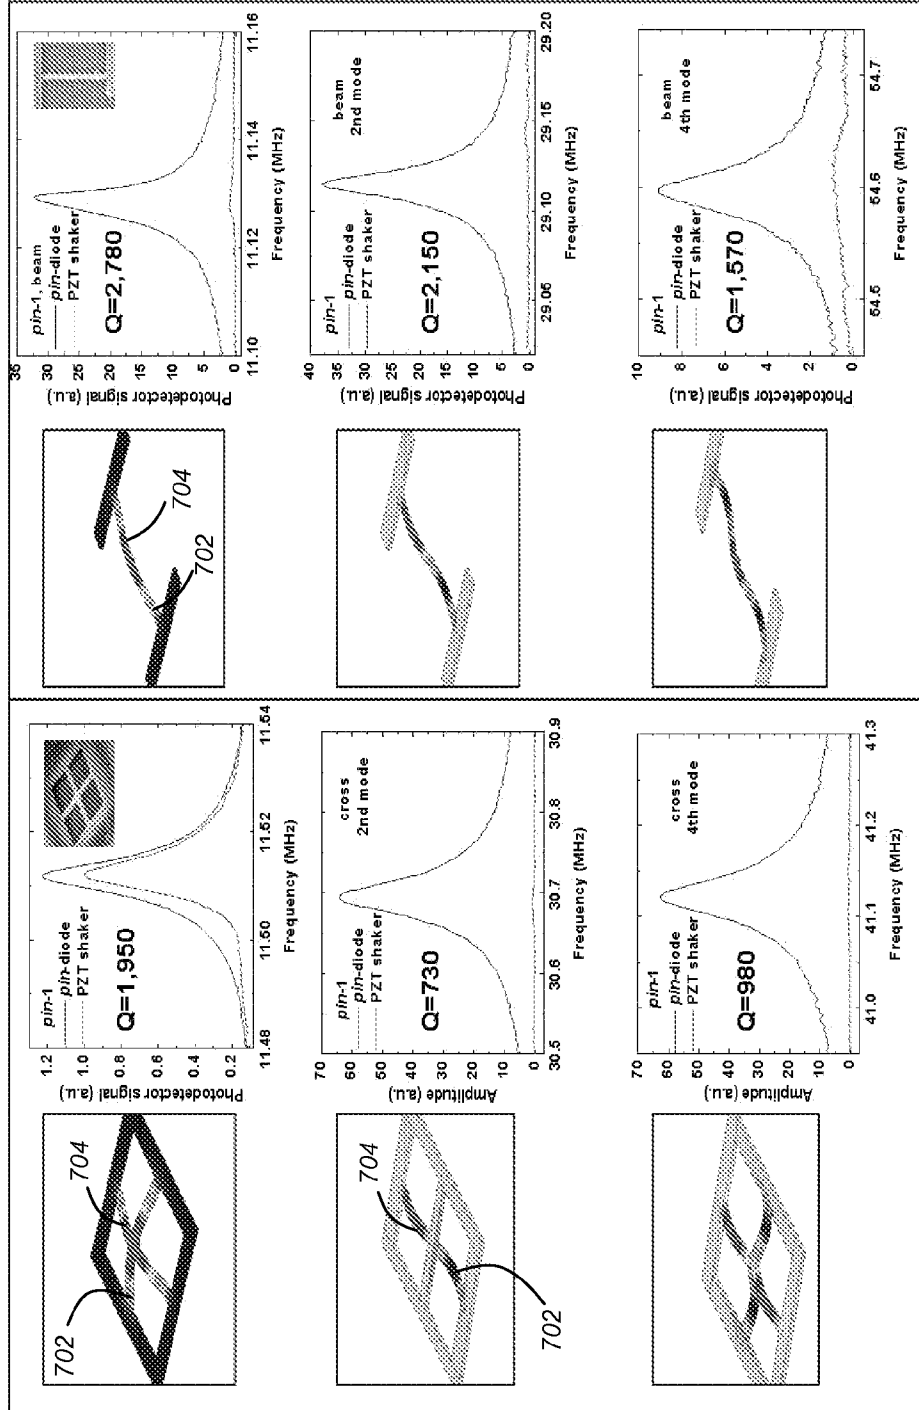 702
704
Photodetector signal (a.u.)
1.2
1.0
0.8
0.6
0.4
0.2
pin-1
pin-diode
PZT shaker
Q=1,950
11.48
11.50
11.52
11.54
Frequency (MHz)
704
702
Photodetector signal (a.u.)
35
30
25
20
15
10
5
0
pin-1, beam
pin-diode
PZT shaker
Q=2,780
11.10
11.12
11.14
11.16
Frequency (MHz)
702
704
Amplitude (a.u.)
70
60
50
40
30
20
10
0
pin-1
pin-diode
PZT shaker
Q=730
cross
2nd mode
30.5
30.6
30.7
30.8
30.9
Frequency (MHz)
Photodetector signal (a.u.)
40
35
30
25
20
15
10
5
0
pin-1
pin-diode
PZT shaker
Q=2,150
beam
2nd mode
29.05
29.10
29.15
29.20
Frequency (MHz)
Amplitude (a.u.)
70
60
50
40
30
20
10
0
pin-1
pin-diode
PZT shaker
Q=980
cross
4th mode
41.0
41.1
41.2
41.3
Frequency (MHz)
Photodetector signal (a.u.)
10
8
6
4
2
0
pin-1
pin-diode
PZT shaker
Q=1,570
beam
4th mode
54.5
54.6
54.7
Frequency (MHz)